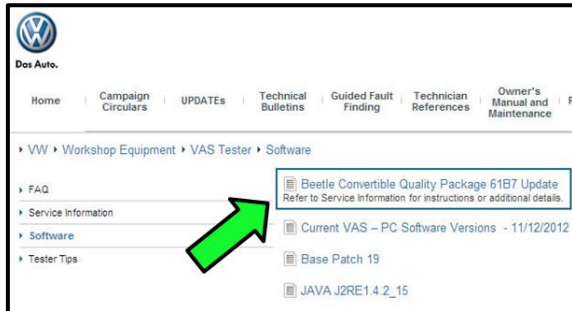 Das Auto.
Home Campaign Circulars UPDATEs Technical Bulletins Guided Fault Finding Technician References Owner's Manual and Maintenance
VW Workshop Equipment VAS Tester Software
FAQ
Service Information
Software
Tester Tips
Beetle Convertible Quality Package 61B7 Update
Refer to Service Information for instructions or additional details.
Current VAS – PC Software Versions - 11/12/2012
Base Patch 19
JAVA J2RE1.4.2_15